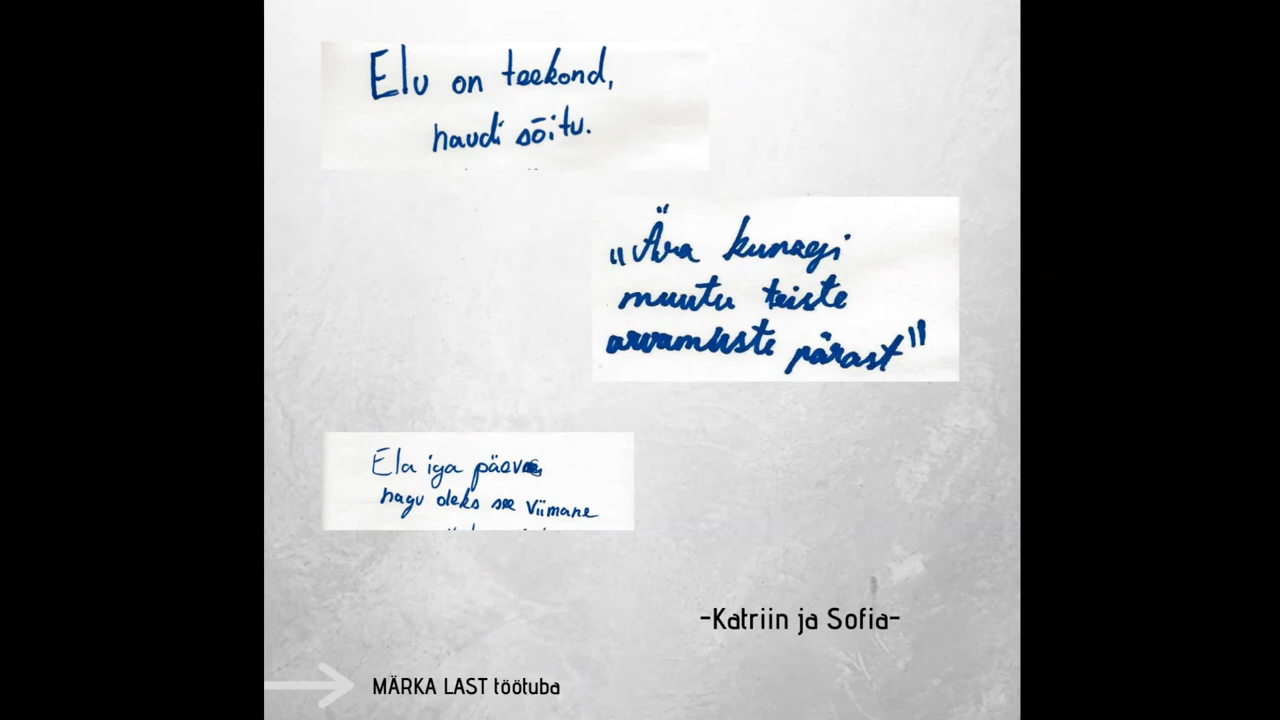 Elu on teekond,
naudi sõitu.
„Ära kunagi
muutu teiste
arvamuste pärast"
Ela iga päev
nagu oleks see viimane
-Katriin ja Sofia-
MÄRKA LAST töötuba